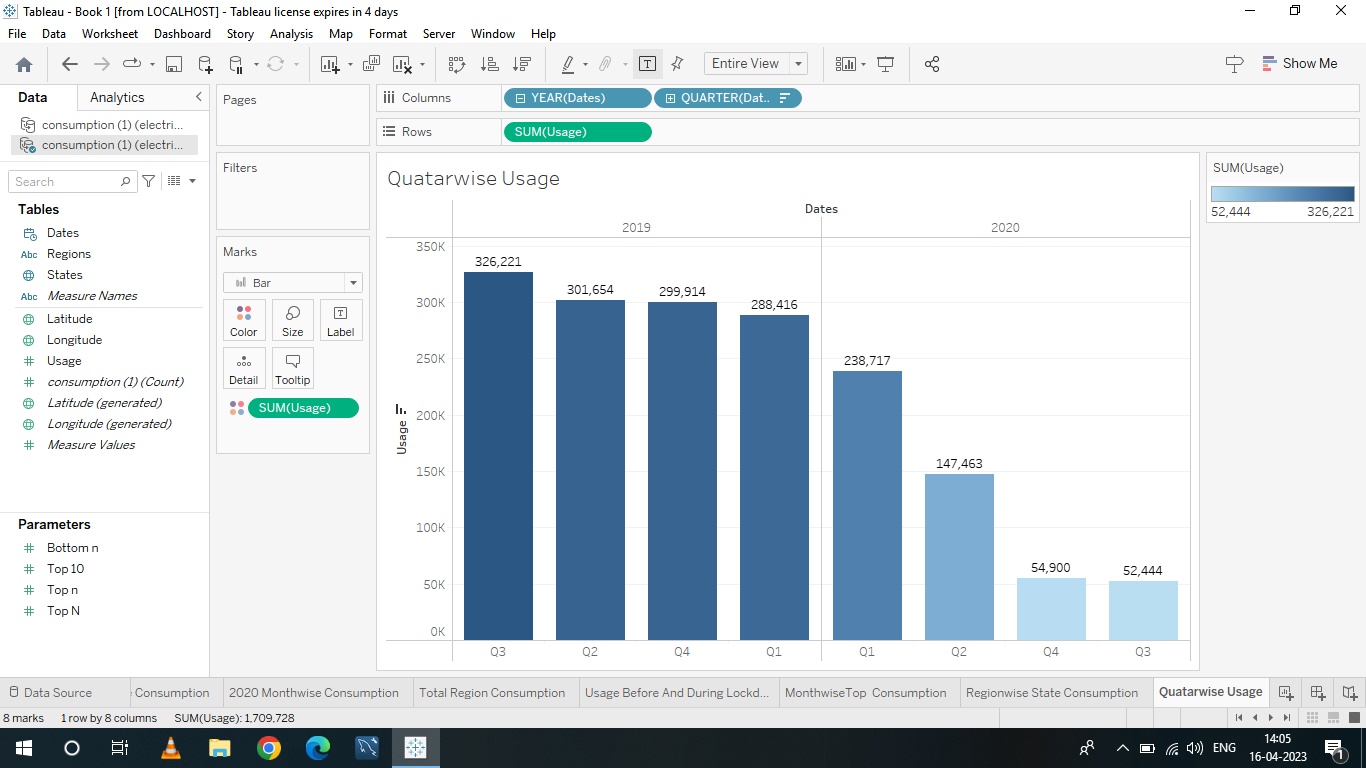 Tableau - Book 1 [from LOCALHOST] - Tableau license expires in 4 days
File Data Worksheet Dashboard Story Analysis Map Format Server Window Help
Entire View
Show Me
Data Analytics
consumption (1) (electri...
consumption (1) (electri...
Search
Tables
Dates
Abc Regions
States
Abc Measure Names
Latitude
Longitude
Usage
consumption (1) (Count)
Latitude (generated)
Longitude (generated)
Measure Values
Parameters
Bottom n
Top 10
Top n
Top N
Pages
Filters
Marks
Bar
Color Size Label
Detail Tooltip
SUM(Usage)
Columns YEAR(Dates) QUARTER(Dat..
Rows SUM(Usage)
Quatarwise Usage
Dates
2019 2020
350K
300K
250K
200K
150K
100K
50K
0K
Usage
326,221 301,654 299,914 288,416 238,717 147,463 54,900 52,444
Q3 Q2 Q4 Q1 Q1 Q2 Q4 Q3
SUM(Usage)
52,444 326,221
Data Source Consumption 2020 Monthwise Consumption Total Region Consumption Usage Before And During Lockd... MonthwiseTop Consumption Regionwise State Consumption Quatarwise Usage
8 marks 1 row by 8 columns SUM(Usage): 1,709,728
ENG
14:05
16-04-2023
1